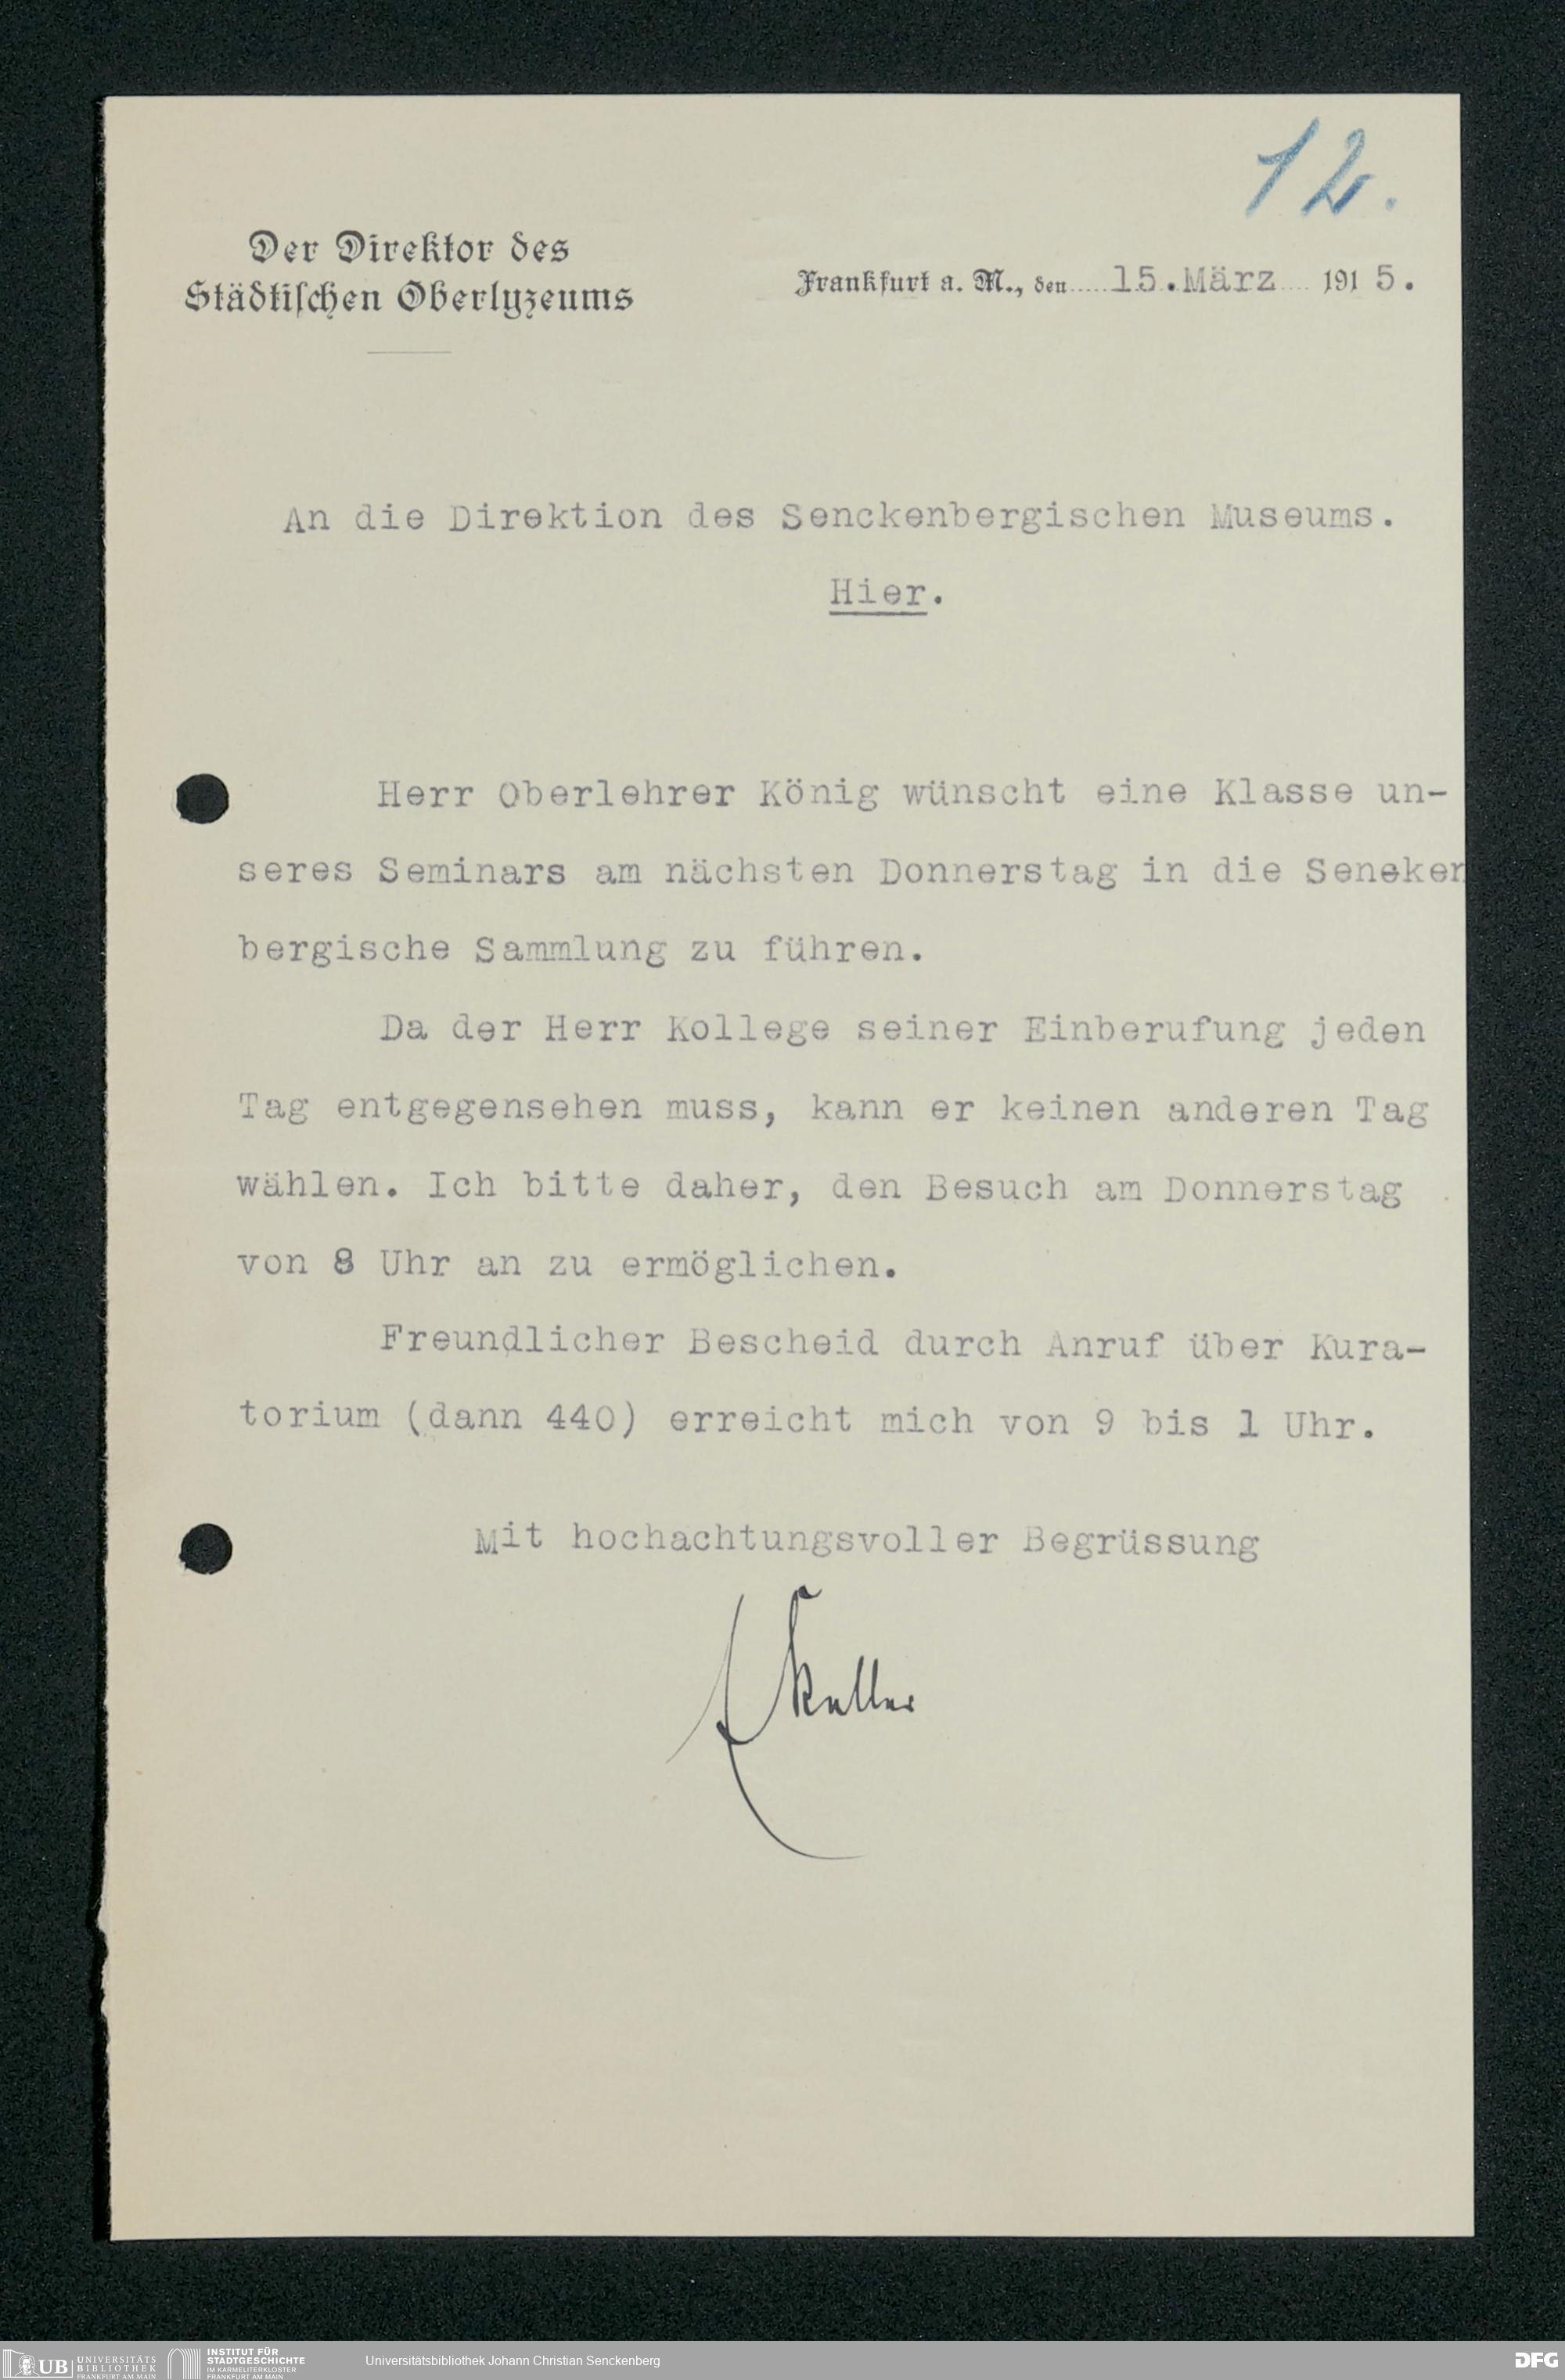 12.
Der Direktor des
Städtischen Oberlyzeums
Frankfurt a. M., den 15. März 1915.
An die Direktion des Senckenbergischen Museums.
Hier.
Herr Oberlehrer König wünscht eine Klasse un-
seres Seminars am nächsten Donnerstag in die Sencken
bergische Sammlung zu führen.
Da der Herr Kollege seiner Einberufung jeden
Tag entgegensehen muss, kann er keinen anderen Tag
wählen. Ich bitte daher, den Besuch am Donnerstag
von 8 Uhr an zu ermöglichen.
Freundlicher Bescheid durch Anruf über Kura-
torium (dann 440) erreicht mich von 9 bis 1 Uhr.
Mit hochachtungsvoller Begrüssung
UB UNIVERSITÄTS
BIBLIOTHEK
FRANKFURT AM MAIN
INSTITUT FÜR
STADTGESCHICHTE
IM KARMELITERKLOSTER
FRANKFURT AM MAIN
Universitätsbibliothek Johann Christian Senckenberg
DFG